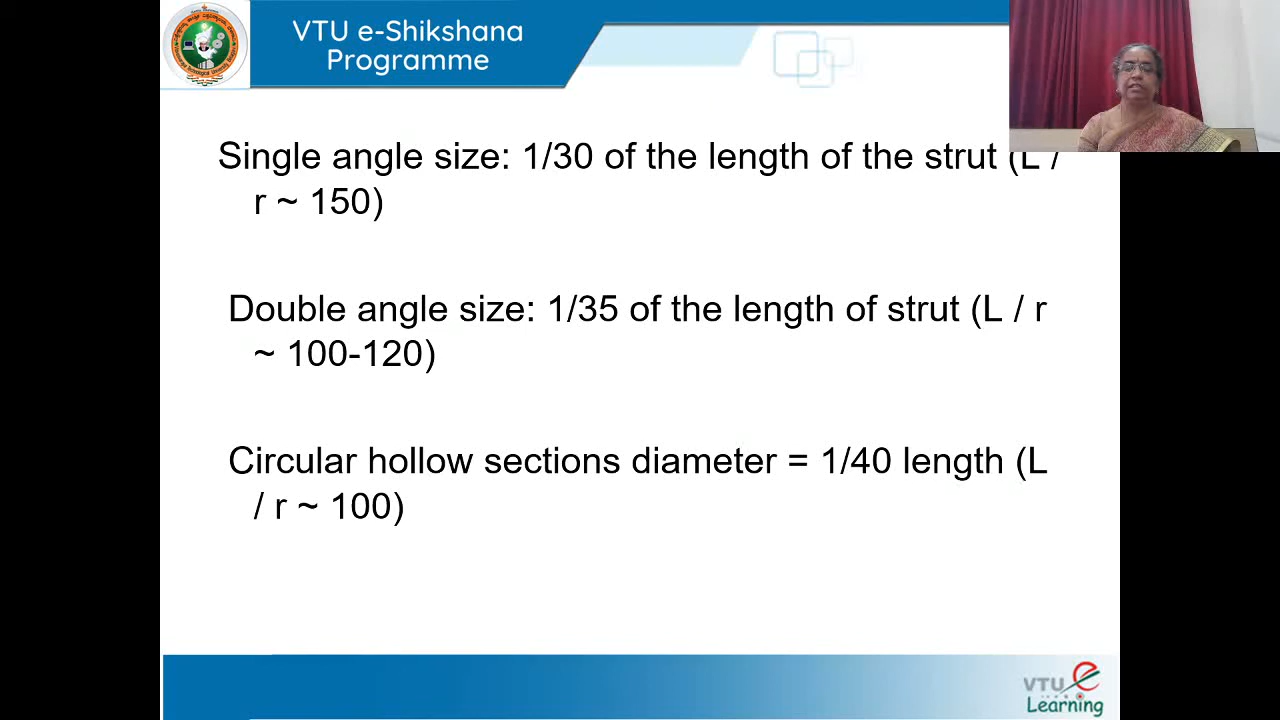 VTU e-Shikshana
Programme
Single angle size: 1/30 of the length of the strut (L /
r ~ 150)
Double angle size: 1/35 of the length of strut (L / r
~ 100-120)
Circular hollow sections diameter = 1/40 length (L
/ r ~ 100)
VTU e
Learning